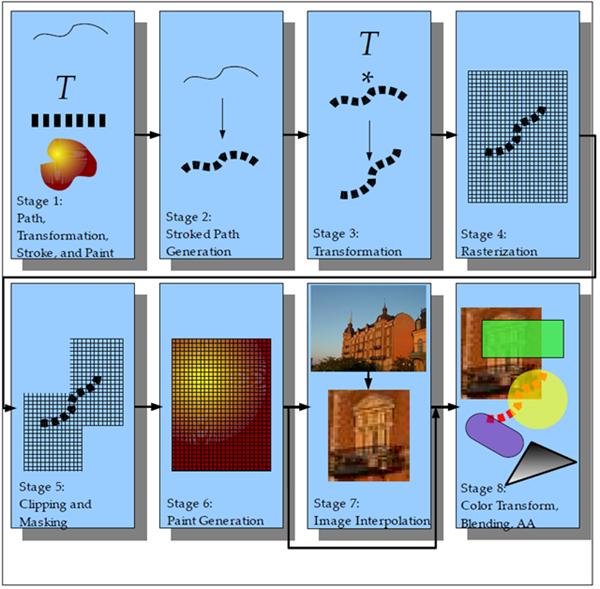 T
Stage 1:
Path,
Transformation,
Stroke, and Paint
Stage 2:
Stroked Path
Generation
T
*
Stage 3:
Transformation
Stage 4:
Rasterization
Stage 5:
Clipping and
Masking
Stage 6:
Paint Generation
Stage 7:
Image Interpolation
Stage 8:
Color Transform,
Blending, AA